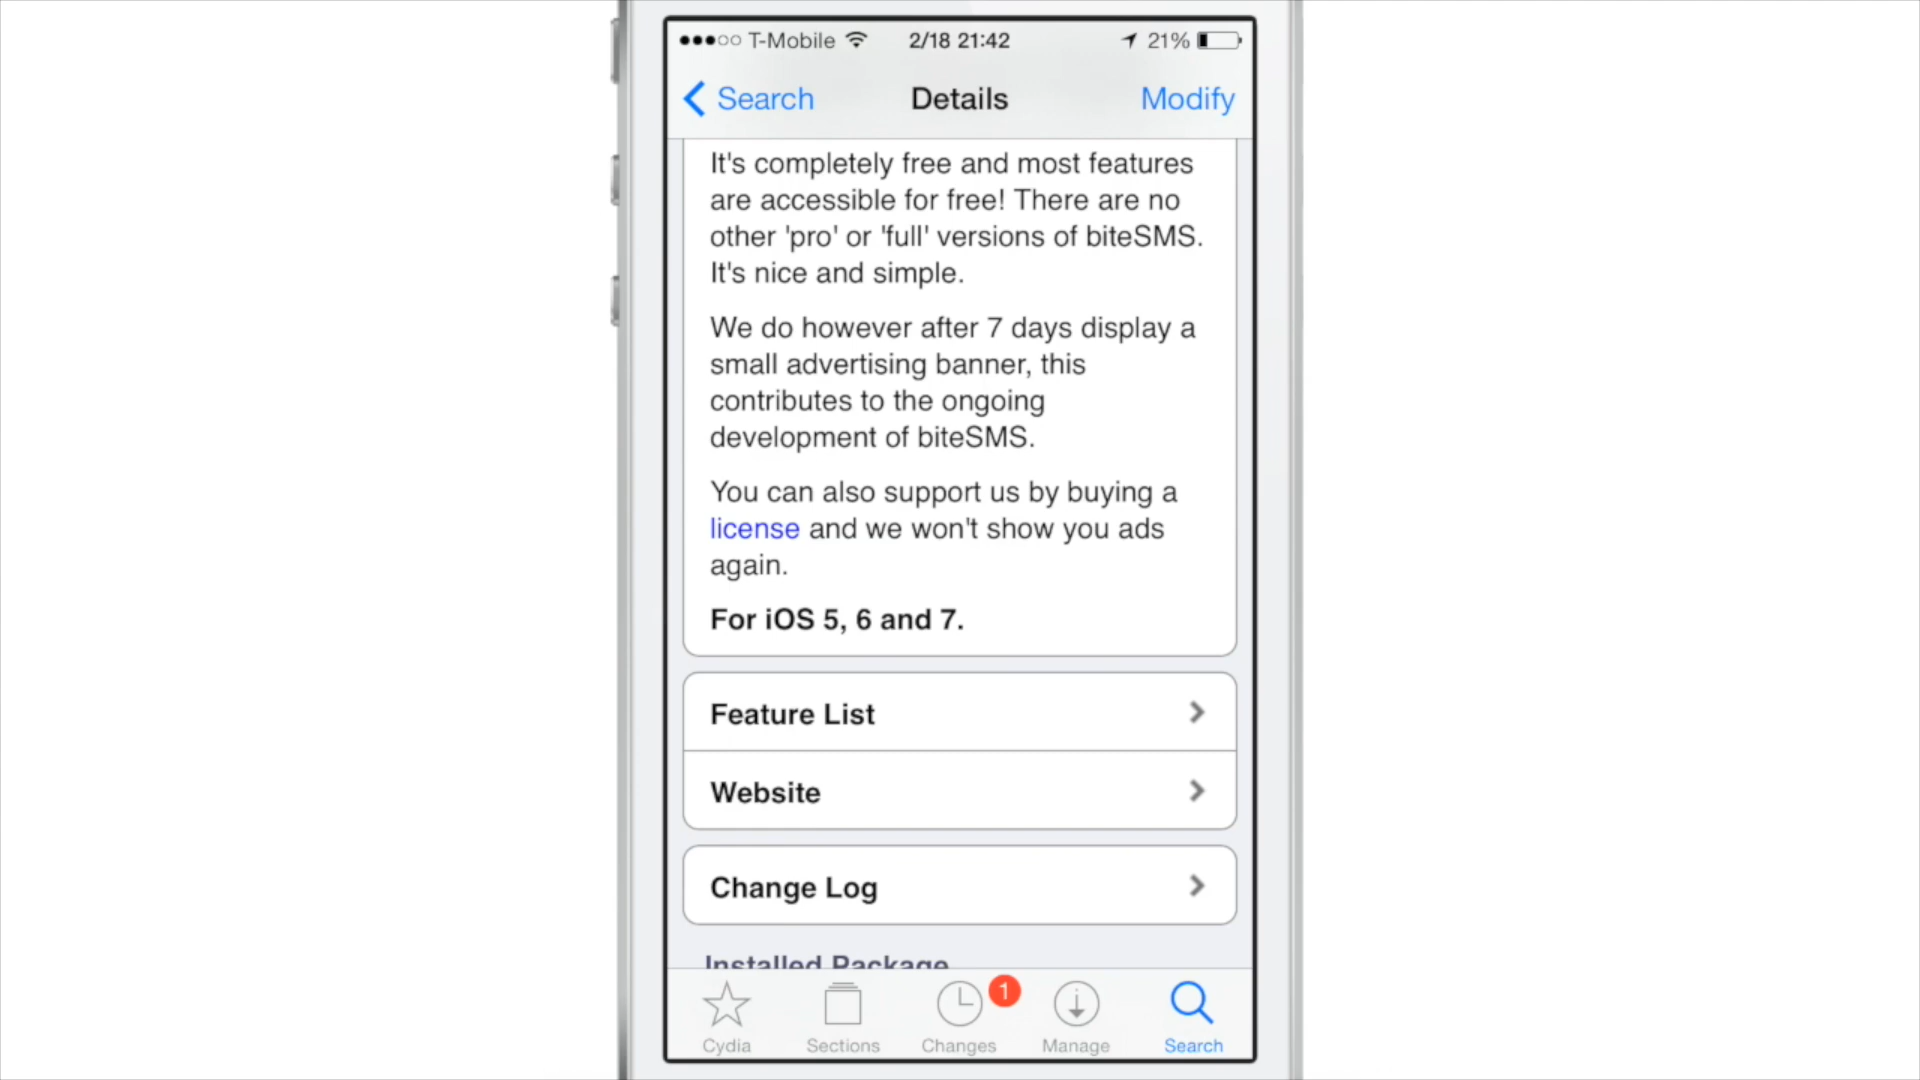 T-Mobile 2/18 21:42 21%
Search Details Modify
It's completely free and most features
are accessible for free! There are no
other 'pro' or 'full' versions of biteSMS.
It's nice and simple.
We do however after 7 days display a
small advertising banner, this
contributes to the ongoing
development of biteSMS.
You can also support us by buying a
license and we won't show you ads
again.
For iOS 5, 6 and 7.
Feature List
Website
Change Log
Installed Package
1
Cydia Sections Changes Manage Search